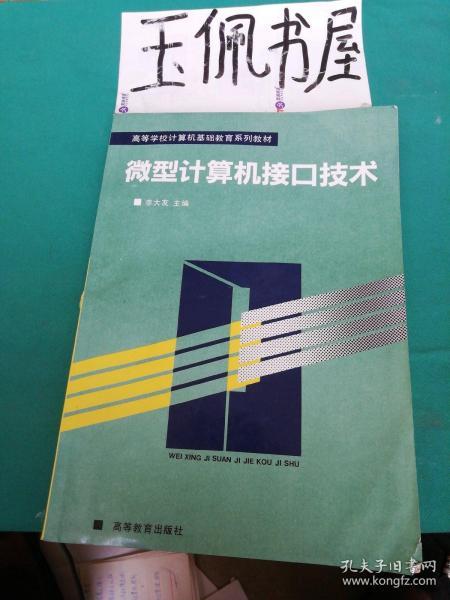 玉佩书屋
高等学校计算机基础教育系列教材
微型计算机接口技术
■ 李大友 主编
WEI XING JI SUAN JI JIE KOU JI SHU
■ 高等教育出版社
孔夫子旧书网
www.kongfz.com